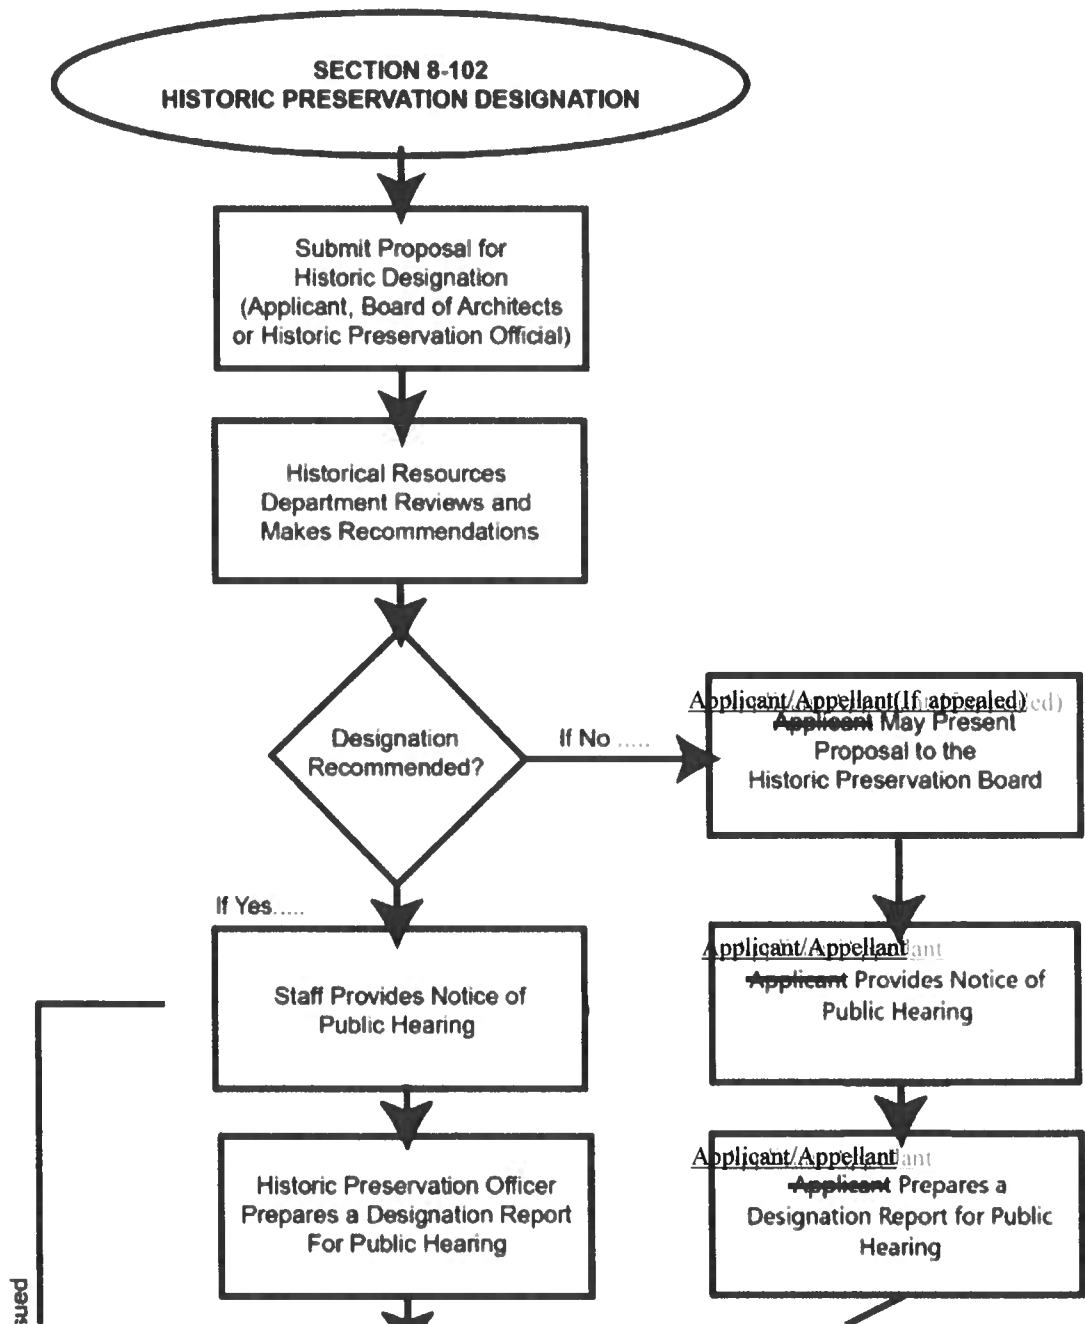 SECTION 8-102
HISTORIC PRESERVATION DESIGNATION
Submit Proposal for
Historic Designation
(Applicant, Board of Architects
or Historic Preservation Official)
Historical Resources
Department Reviews and
Makes Recommendations
Designation
Recommended?
If No .....
Applicant/Appellant(If appealed)
Applicant May Present
Proposal to the
Historic Preservation Board
If Yes.....
Staff Provides Notice of
Public Hearing
Applicant/Appellant
Applicant Provides Notice of
Public Hearing
Historic Preservation Officer
Prepares a Designation Report
For Public Hearing
Applicant/Appellant
Applicant Prepares a
Designation Report for Public
Hearing